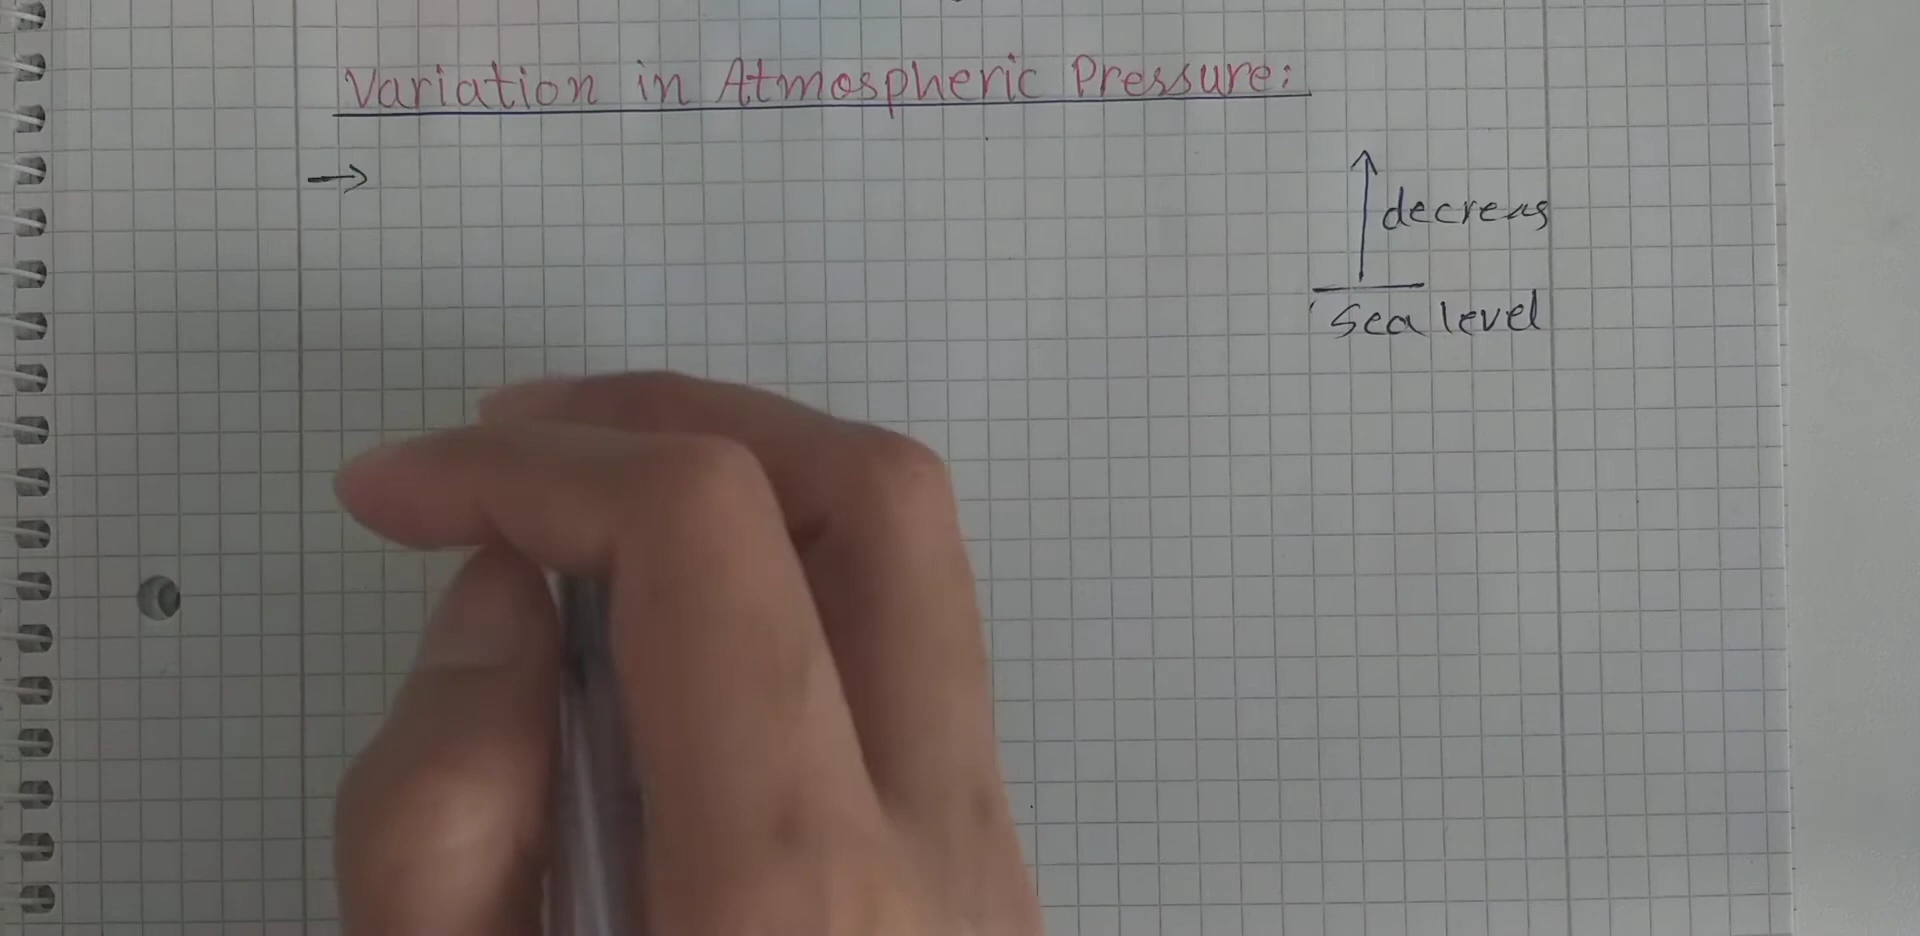 Variation in Atmospheric Pressure:
→
decreas
sea level